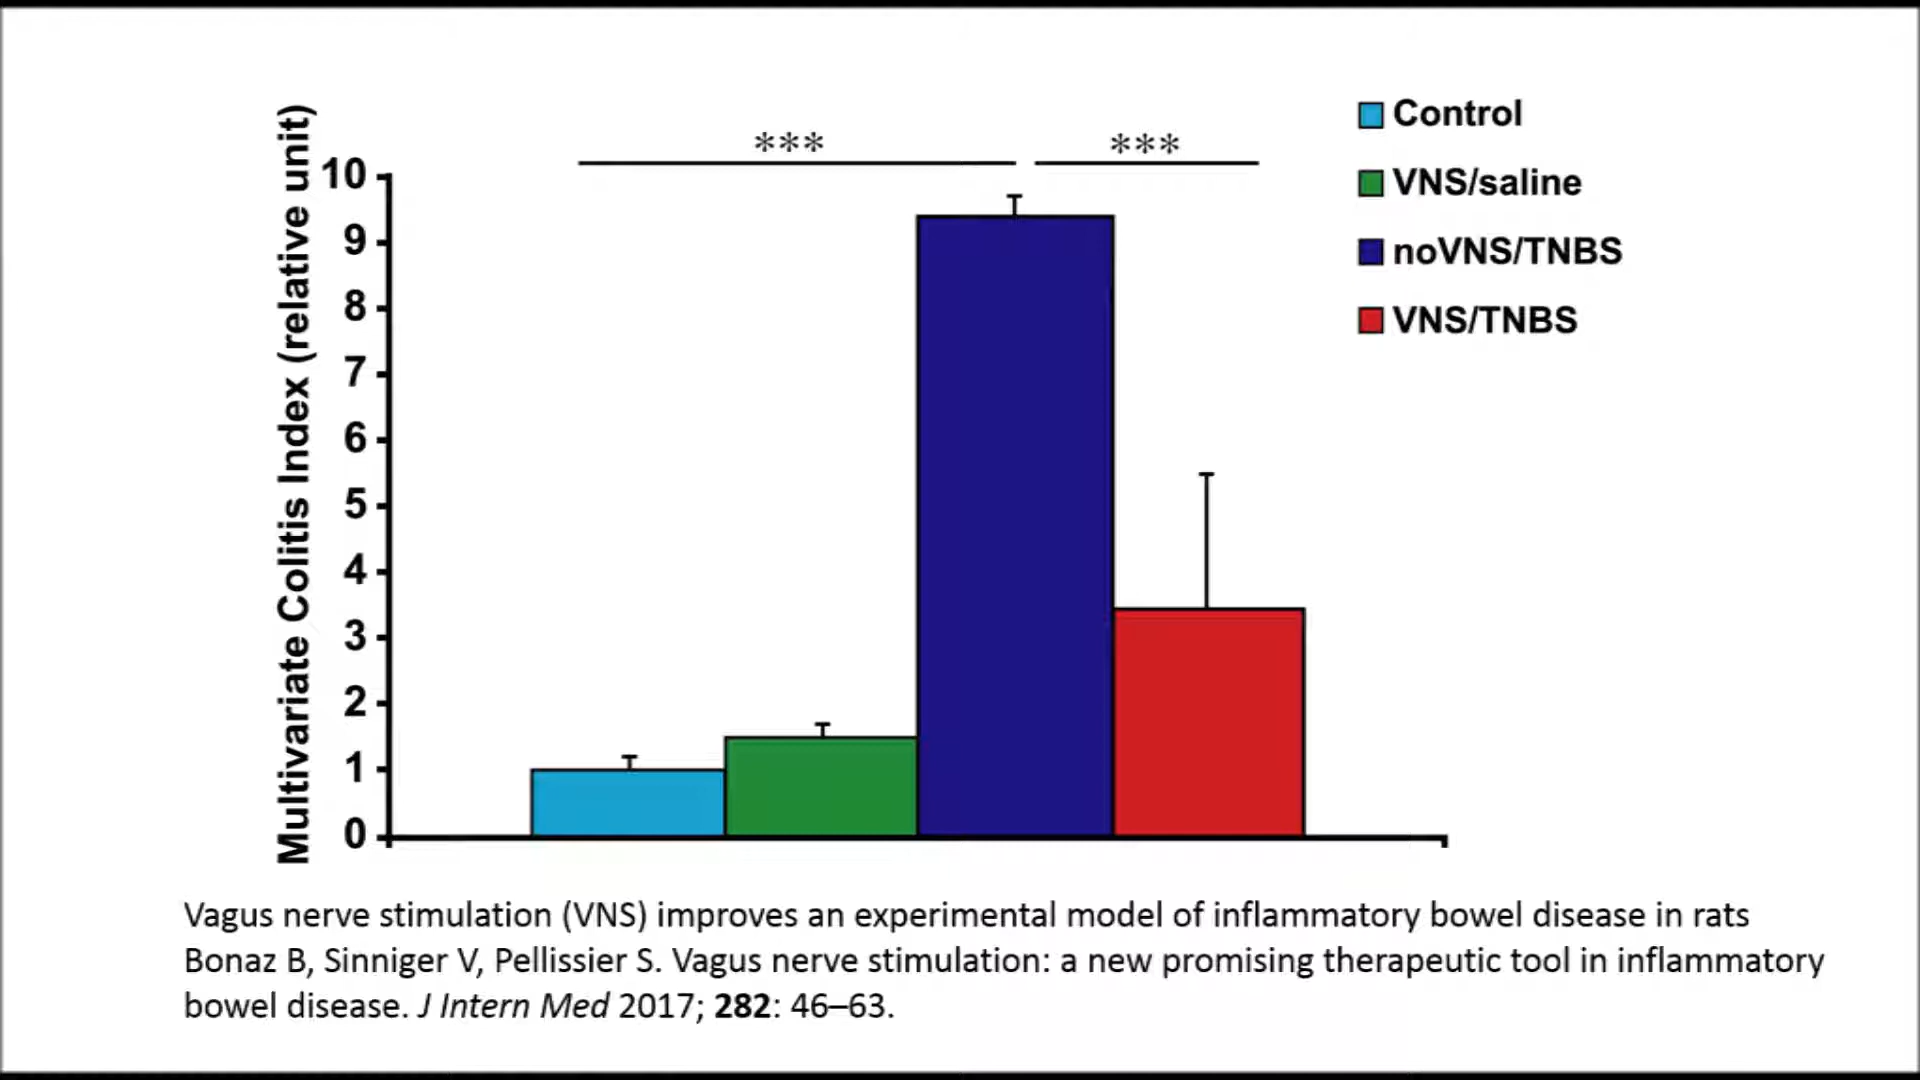 Multivariate Colitis Index (relative unit)
10
9
8
7
6
5
4
3
2
1
0
***
***
Control
VNS/saline
noVNS/TNBS
VNS/TNBS
Vagus nerve stimulation (VNS) improves an experimental model of inflammatory bowel disease in rats
Bonaz B, Sinniger V, Pellissier S. Vagus nerve stimulation: a new promising therapeutic tool in inflammatory
bowel disease. J Intern Med 2017; 282: 46–63.